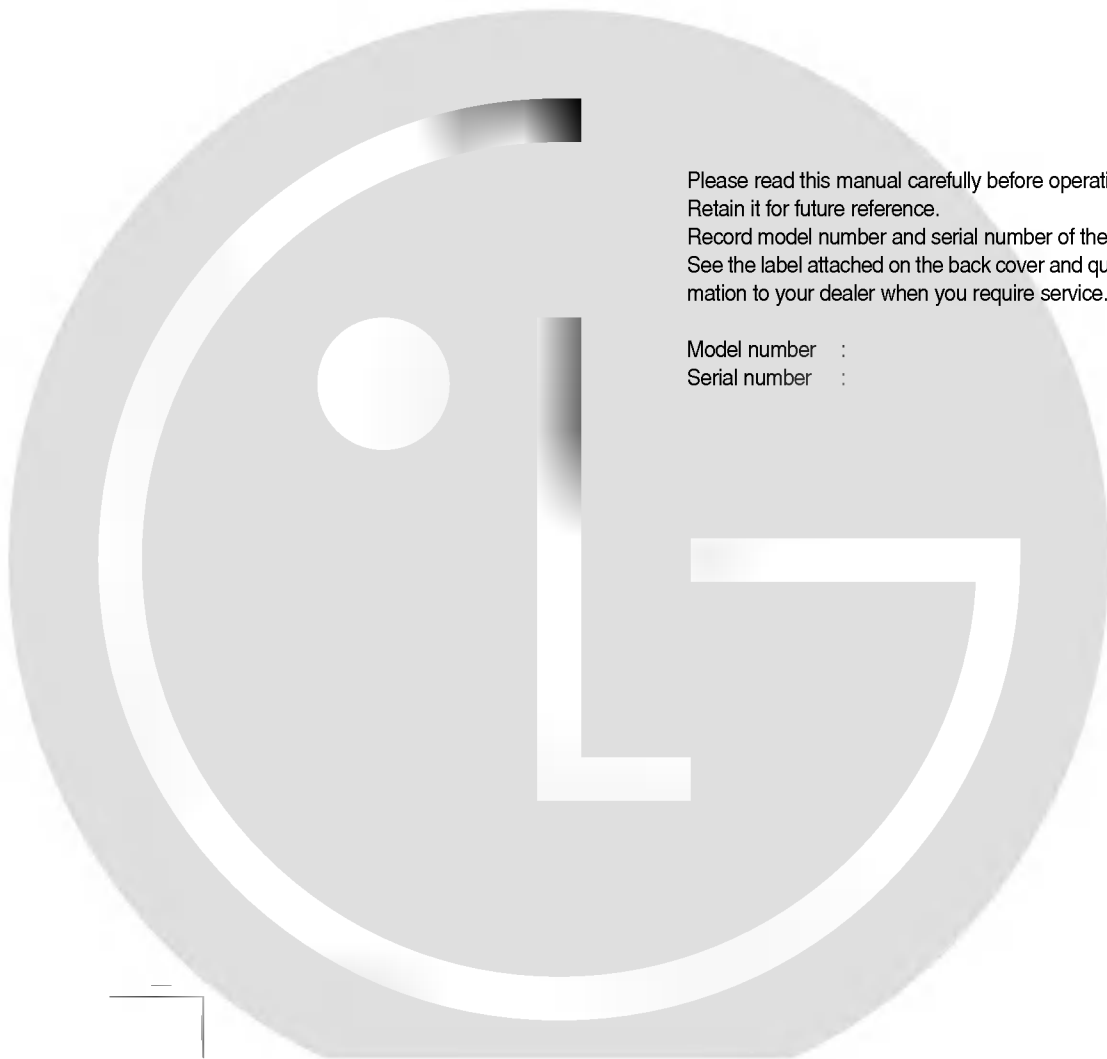 Please read this manual carefully before operati
Retain it for future reference.
Record model number and serial number of the
See the label attached on the back cover and qu
mation to your dealer when you require service.
Model number :
Serial number :